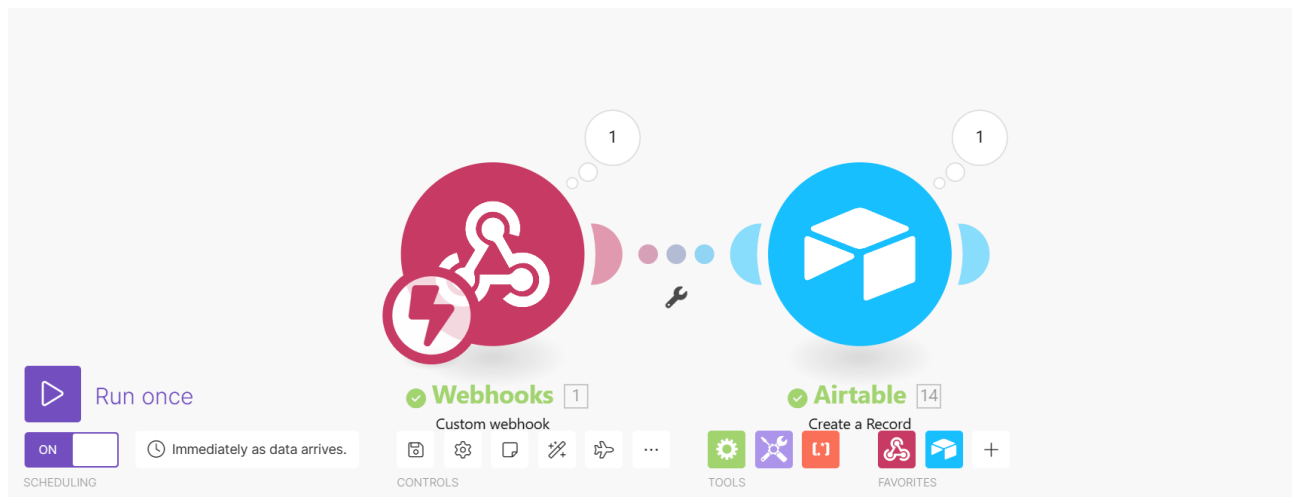 1
1
Webhooks 1
Custom webhook
Airtable 14
Create a Record
Run once
ON
Immediately as data arrives.
SCHEDULING
CONTROLS
TOOLS
FAVORITES